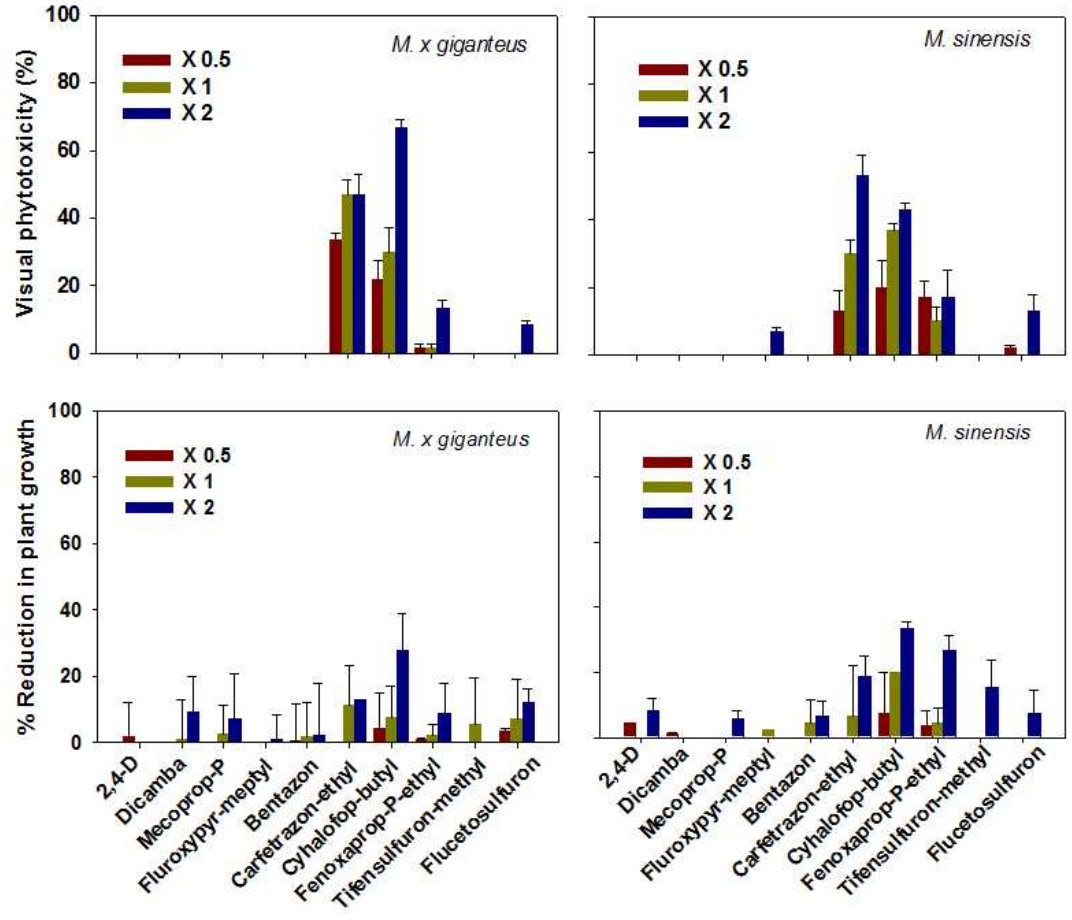 Visual phytotoxicity (%)
100
80
60
40
20
0
M. x giganteus
X 0.5
X 1
X 2
M. sinensis
X 0.5
X 1
X 2
% Reduction in plant growth
100
80
60
40
20
0
M. x giganteus
X 0.5
X 1
X 2
M. sinensis
X 0.5
X 1
X 2
2,4-D
Dicamba
Mecoprop-P
Fluroxypyr-meptyl
Bentazon
Carfetrazon-ethyl
Cyhalofop-butyl
Fenoxaprop-P-ethyl
Tifensulfuron-methyl
Flucetosulfuron
2,4-D
Dicamba
Mecoprop-P
Fluroxypyr-meptyl
Bentazon
Carfetrazon-ethyl
Cyhalofop-butyl
Fenoxaprop-P-ethyl
Tifensulfuron-methyl
Flucetosulfuron